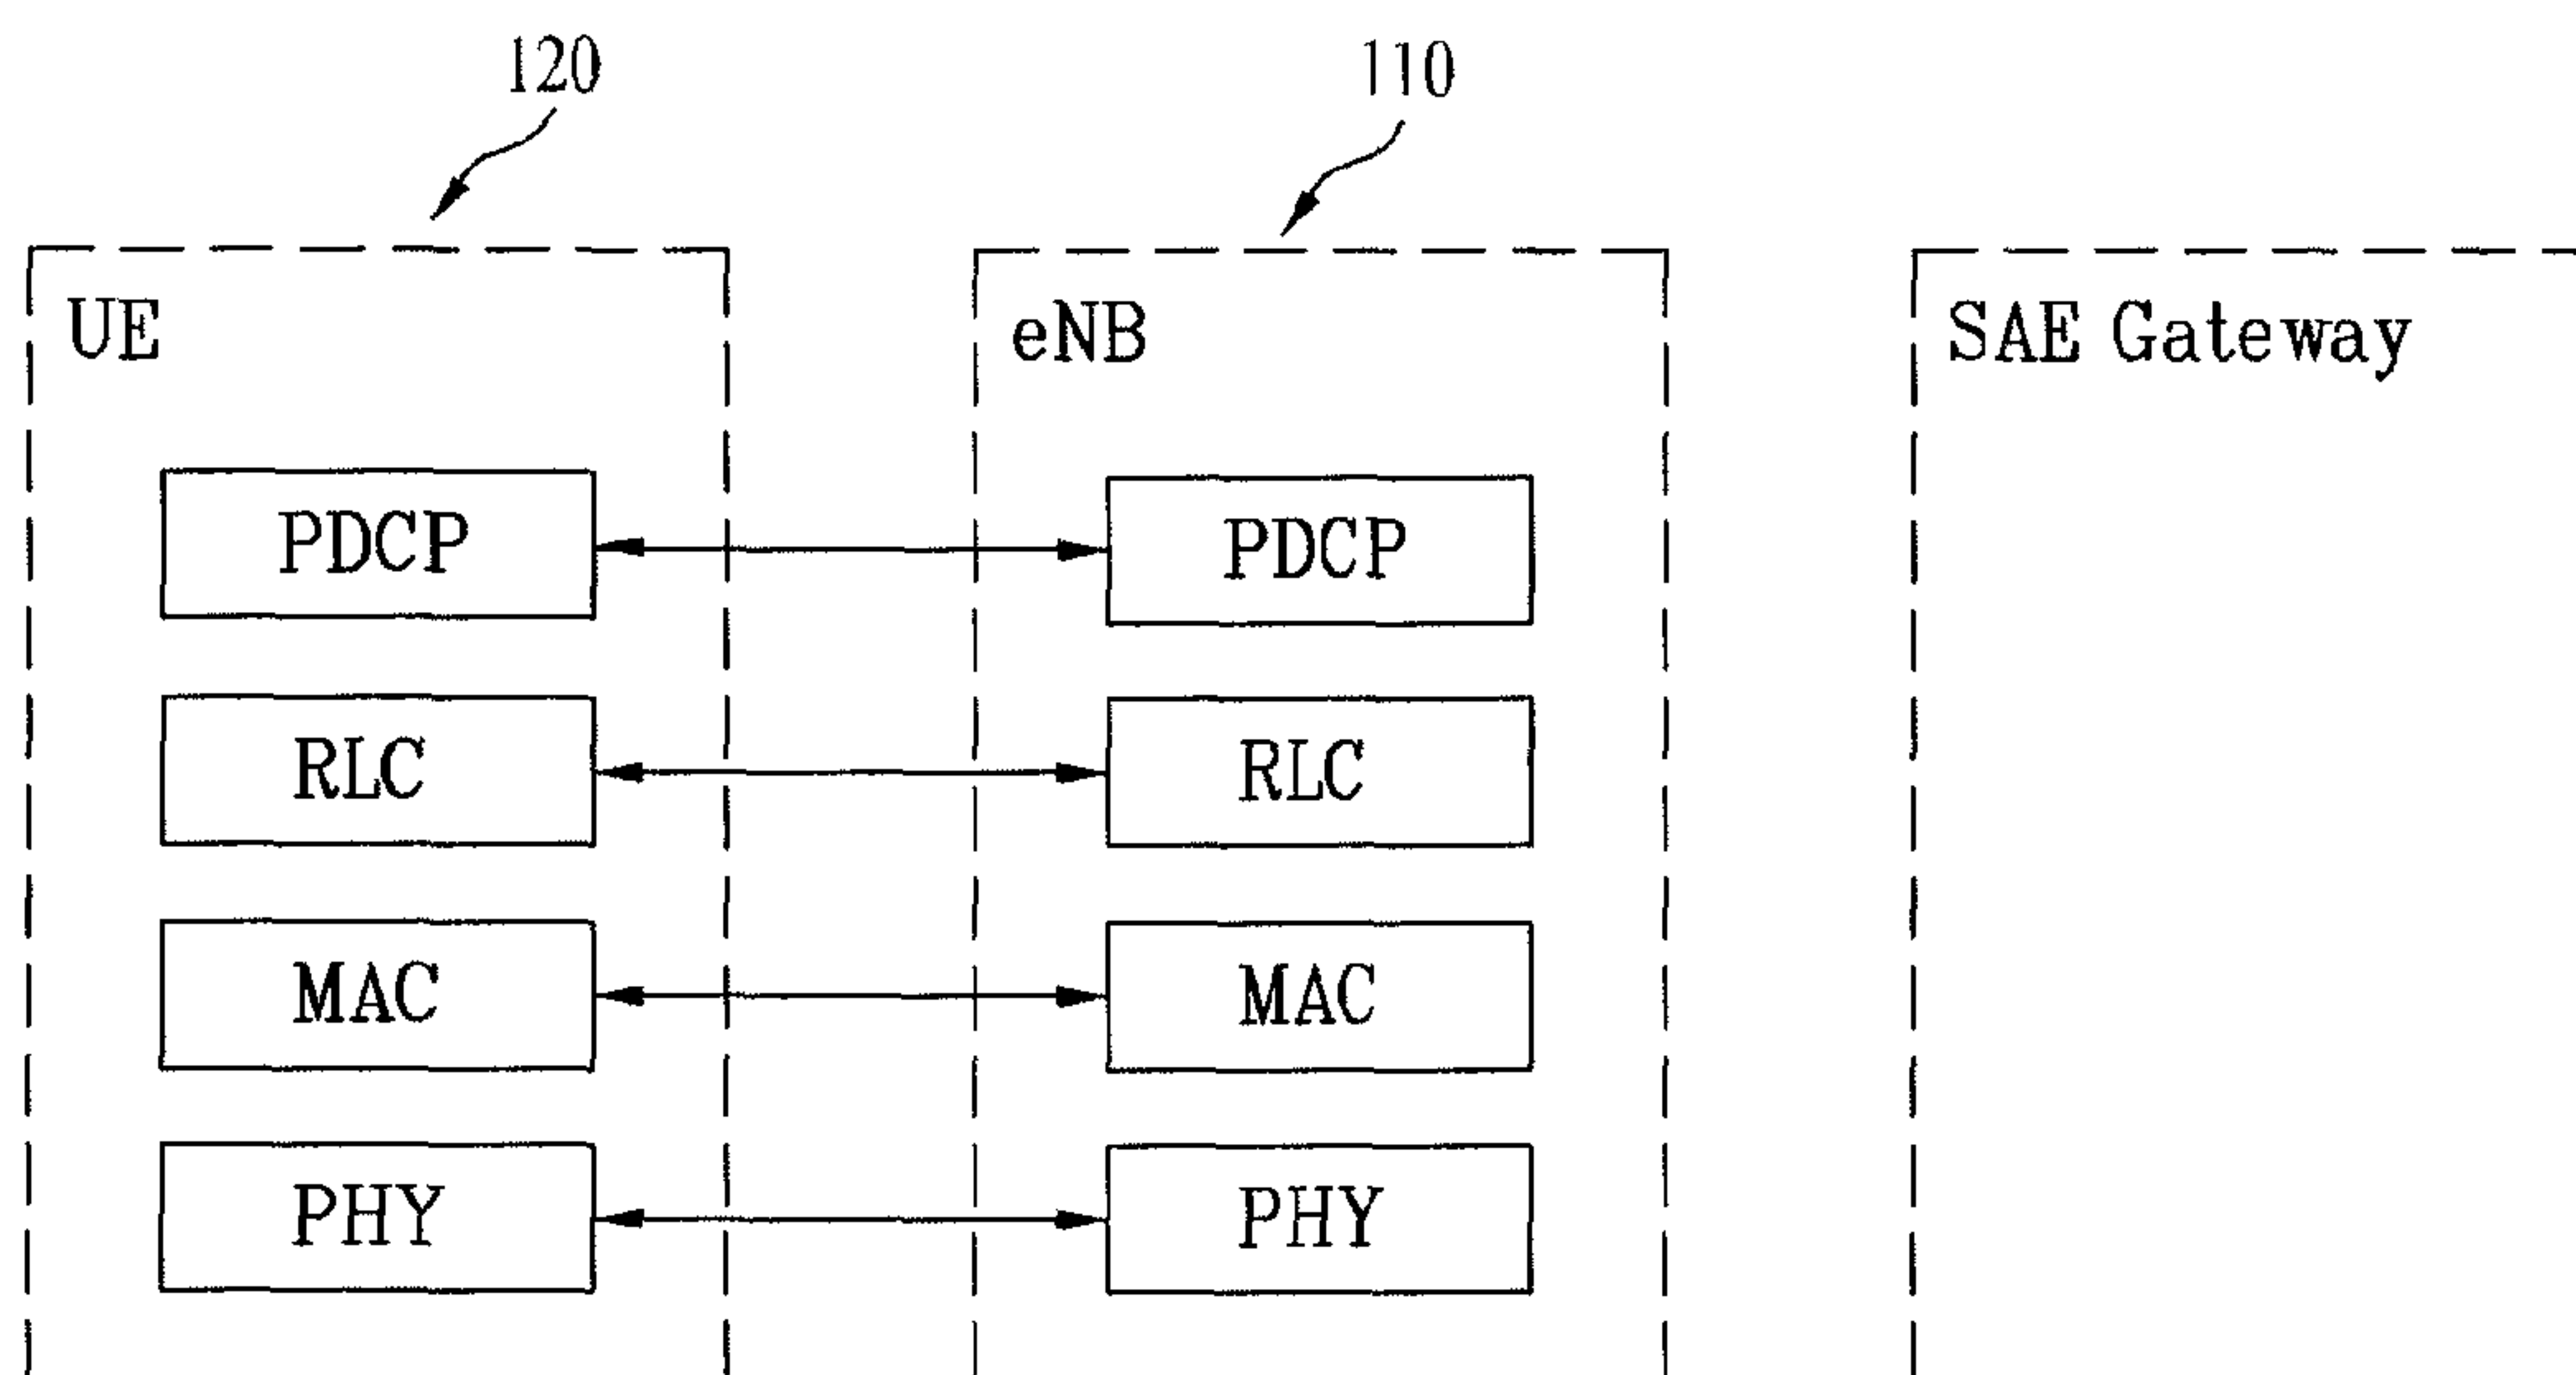 120
110
UE
eNB
SAE Gateway
PDCP
PDCP
RLC
RLC
MAC
MAC
PHY
PHY